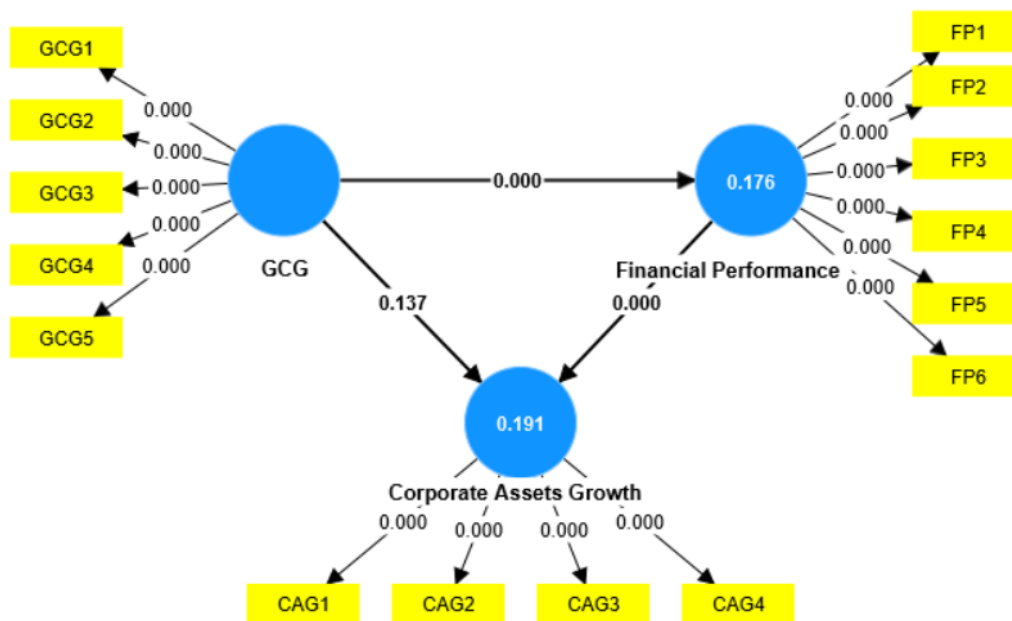 GCG1
GCG2
GCG3
GCG4
GCG5
0.000
0.000
0.000
0.000
0.000
GCG
0.000
0.137
0.176
Financial Performance
0.000
0.000
0.000
0.000
0.000
0.000
0.000
FP1
FP2
FP3
FP4
FP5
FP6
0.191
Corporate Assets Growth
0.000
0.000
0.000
0.000
CAG1
CAG2
CAG3
CAG4